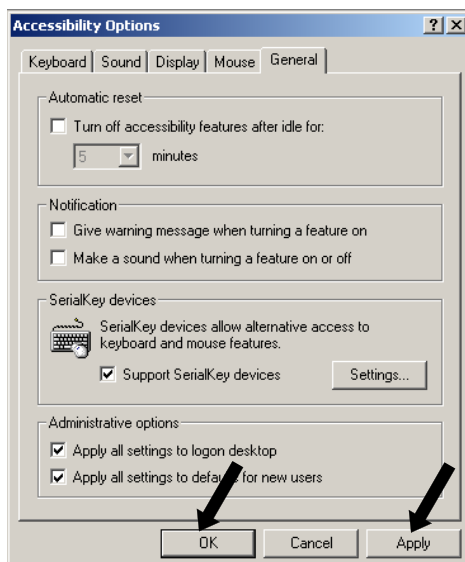 Accessibility Options
Keyboard Sound Display Mouse General
Automatic reset
Turn off accessibility features after idle for:
5 minutes
Notification
Give warning message when turning a feature on
Make a sound when turning a feature on or off
SerialKey devices
SerialKey devices allow alternative access to
keyboard and mouse features.
Support SerialKey devices Settings...
Administrative options
Apply all settings to logon desktop
Apply all settings to defaults for new users
OK Cancel Apply